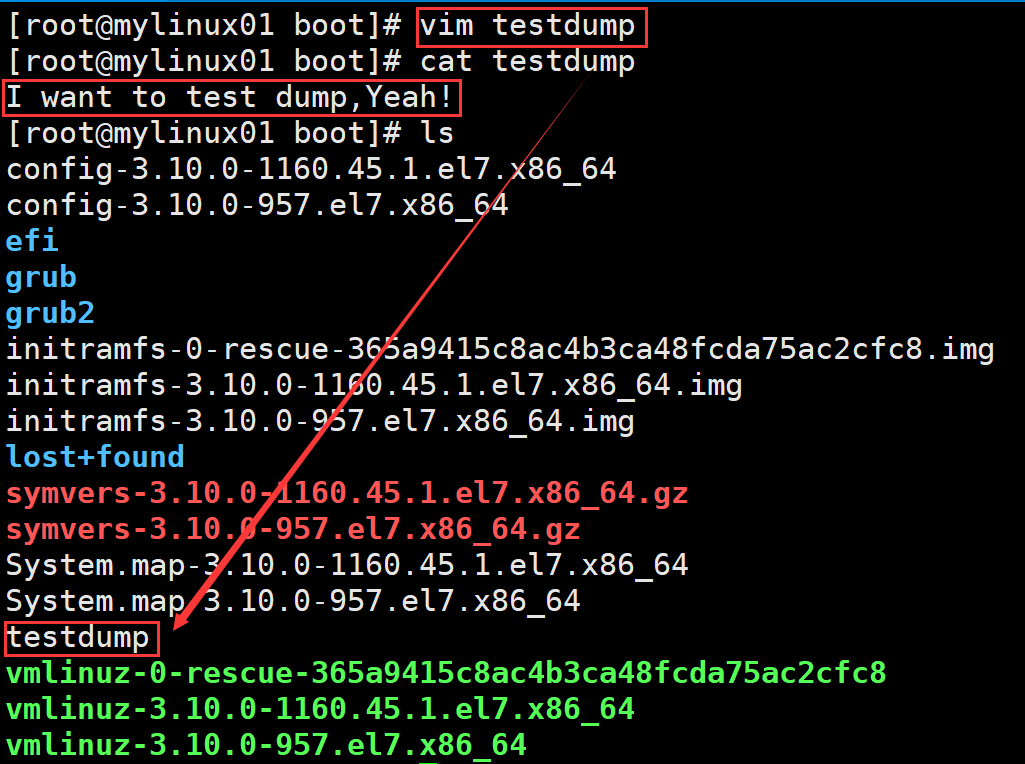 [root@mylinux01 boot]# vim testdump
[root@mylinux01 boot]# cat testdump
I want to test dump,Yeah!
[root@mylinux01 boot]# ls
config-3.10.0-1160.45.1.el7.x86_64
config-3.10.0-957.el7.x86_64
efi
grub
grub2
initramfs-0-rescue-365a9415c8ac4b3ca48fcda75ac2cfc8.img
initramfs-3.10.0-1160.45.1.el7.x86_64.img
initramfs-3.10.0-957.el7.x86_64.img
lost+found
symvers-3.10.0-1160.45.1.el7.x86_64.gz
symvers-3.10.0-957.el7.x86_64.gz
System.map-3.10.0-1160.45.1.el7.x86_64
System.map-3.10.0-957.el7.x86_64
testdump
vmlinuz-0-rescue-365a9415c8ac4b3ca48fcda75ac2cfc8
vmlinuz-3.10.0-1160.45.1.el7.x86_64
vmlinuz-3.10.0-957.el7.x86_64